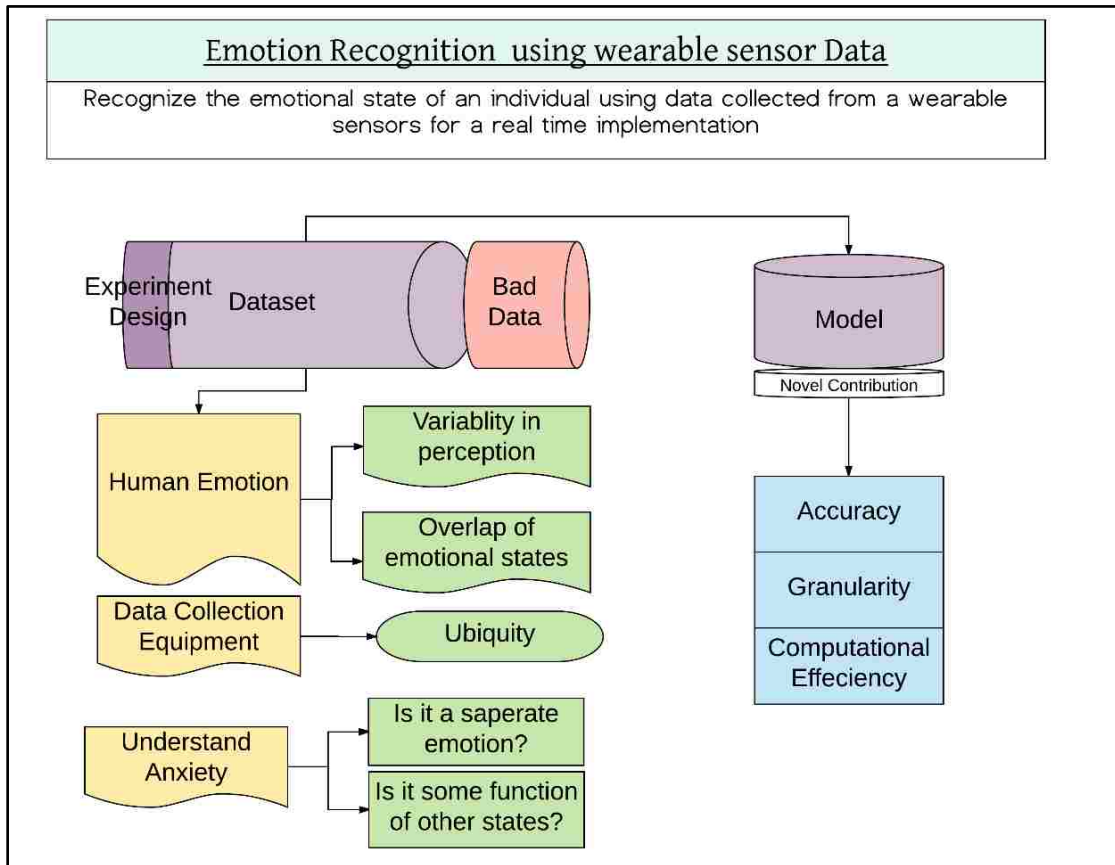 Emotion Recognition using wearable sensor Data
Recognize the emotional state of an individual using data collected from a wearable
sensors for a real time implementation
Experiment
Design
Dataset
Bad
Data
Model
Novel Contribution
Human Emotion
Variablity in
perception
Overlap of
emotional states
Data Collection
Equipment
Ubiquity
Understand
Anxiety
Is it a saperate
emotion?
Is it some function
of other states?
Accuracy
Granularity
Computational
Effeciency